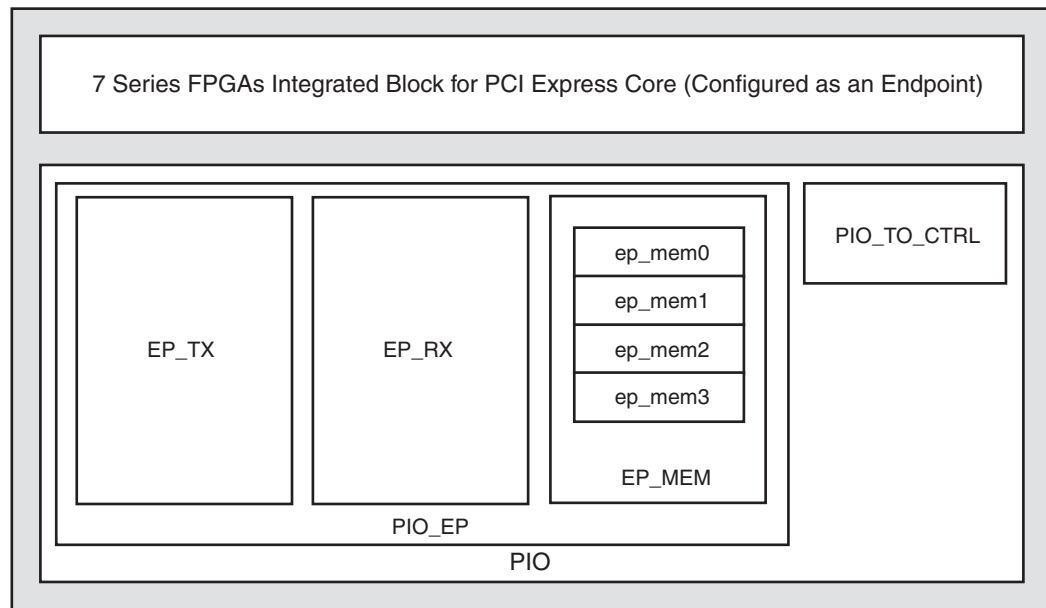 7 Series FPGAs Integrated Block for PCI Express Core (Configured as an Endpoint)
PIO_TO_CTRL
ep_mem0
ep_mem1
EP_TX
EP_RX
ep_mem2
ep_mem3
EP_MEM
PIO_EP
PIO